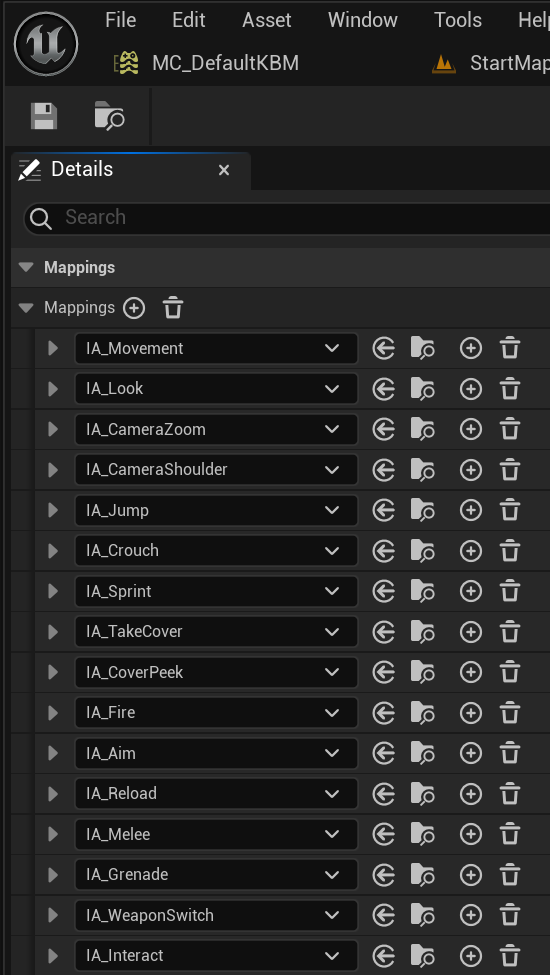 File Edit Asset Window Tools Help
MC_DefaultKBM StartMap
Details
Search
Mappings
Mappings
IA_Movement
IA_Look
IA_CameraZoom
IA_CameraShoulder
IA_Jump
IA_Crouch
IA_Sprint
IA_TakeCover
IA_CoverPeek
IA_Fire
IA_Aim
IA_Reload
IA_Melee
IA_Grenade
IA_WeaponSwitch
IA_Interact